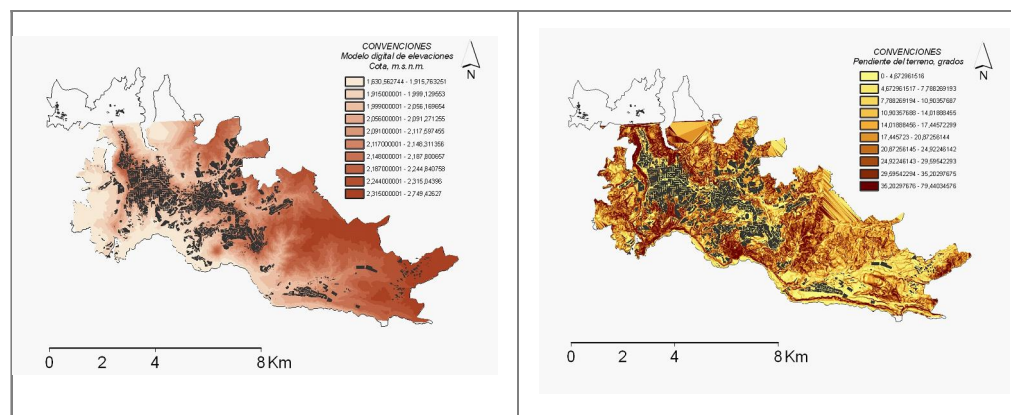 CONVENCIONES
Modelo digital de elevaciones
Cota, m.s.n.m.
1,630,562744 - 1,915,763251
1,915000001 - 1,999,129553
1,999000001 - 2,056,169654
2,056000001 - 2,091,271255
2,091000001 - 2,117,597455
2,117000001 - 2,148,311356
2,148000001 - 2,187,800657
2,187000001 - 2,244,840758
2,244000001 - 2,315,04396
2,315000001 - 2,749,42627
N
0 2 4 8 Km
CONVENCIONES
Pendiente del terreno, grados
0 - 4,672961516
4,672961517 - 7,788269193
7,788269194 - 10,90357687
10,90357688 - 14,01888455
14,01888456 - 17,44572299
17,445723 - 20,87256144
20,87256145 - 24,92246142
24,92246143 - 29,59542293
29,59542294 - 35,20297675
35,20297676 - 79,44034576
N
0 2 4 8 Km